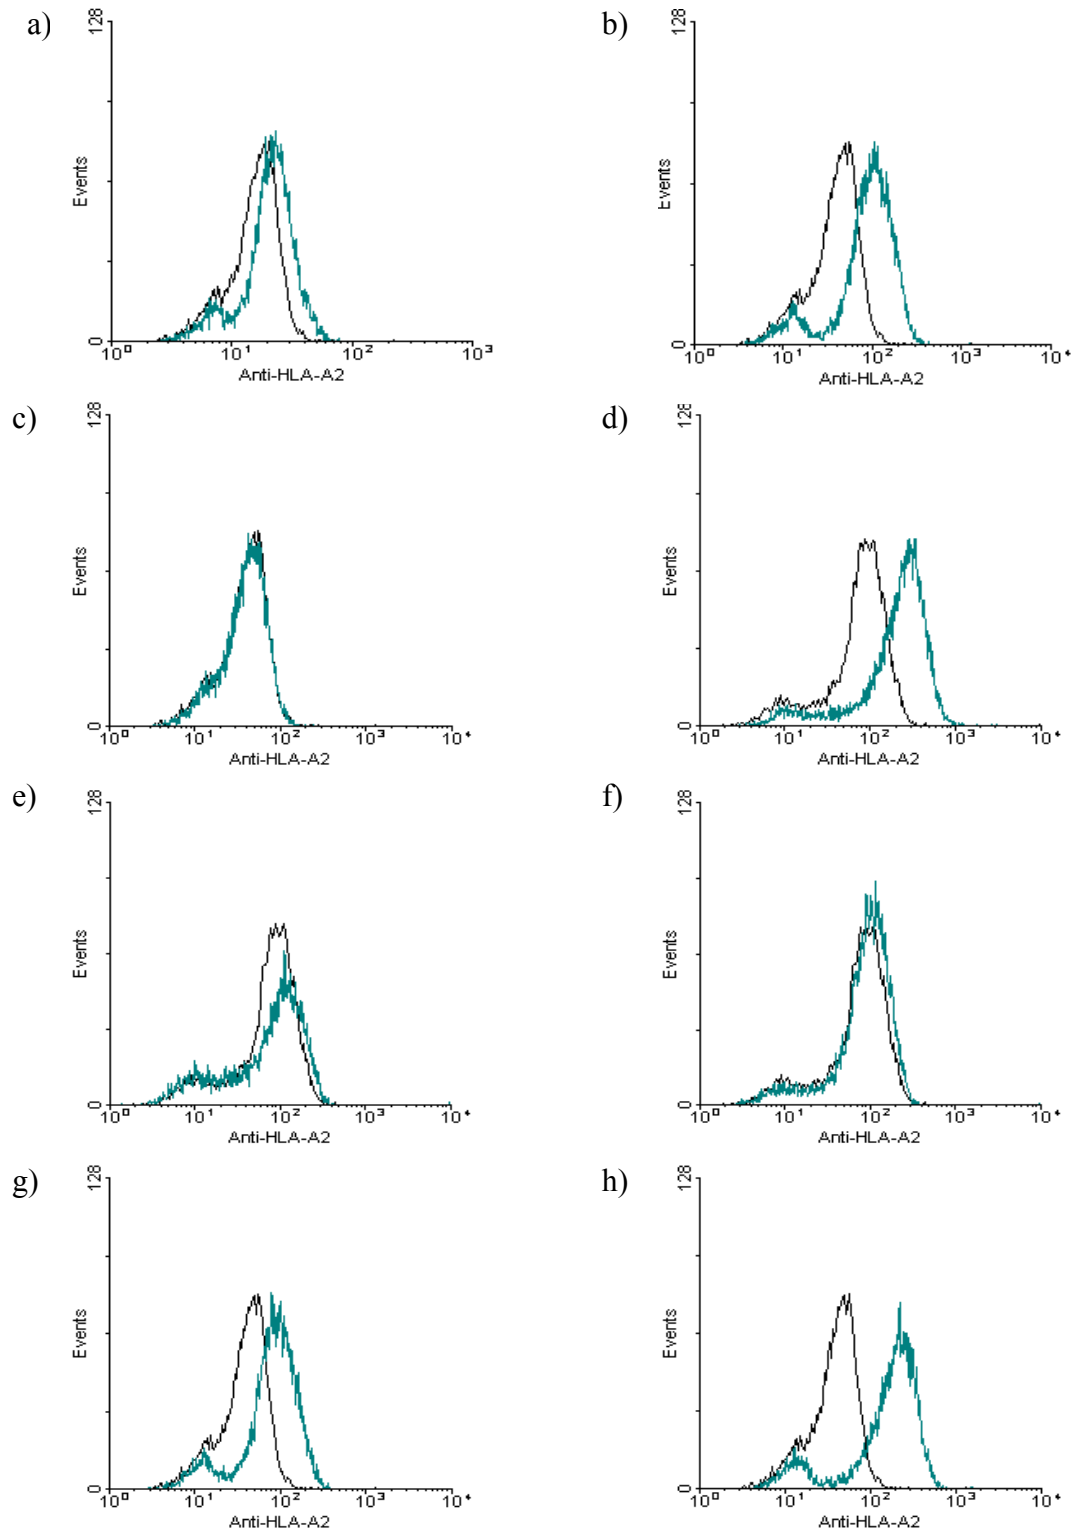 a)
128
Events
0
10⁰ 10¹ 10² 10³
Anti-HLA-A2
b)
128
Events
0
10⁰ 10¹ 10² 10³ 10⁴
Anti-HLA-A2
c)
128
Events
0
10⁰ 10¹ 10² 10³ 10⁴
Anti-HLA-A2
d)
128
Events
0
10⁰ 10¹ 10² 10³ 10⁴
Anti-HLA-A2
e)
128
Events
0
10⁰ 10¹ 10² 10³ 10⁴
Anti-HLA-A2
f)
128
Events
0
10⁰ 10¹ 10² 10³ 10⁴
Anti-HLA-A2
g)
128
Events
0
10⁰ 10¹ 10² 10³ 10⁴
Anti-HLA-A2
h)
128
Events
0
10⁰ 10¹ 10² 10³ 10⁴
Anti-HLA-A2